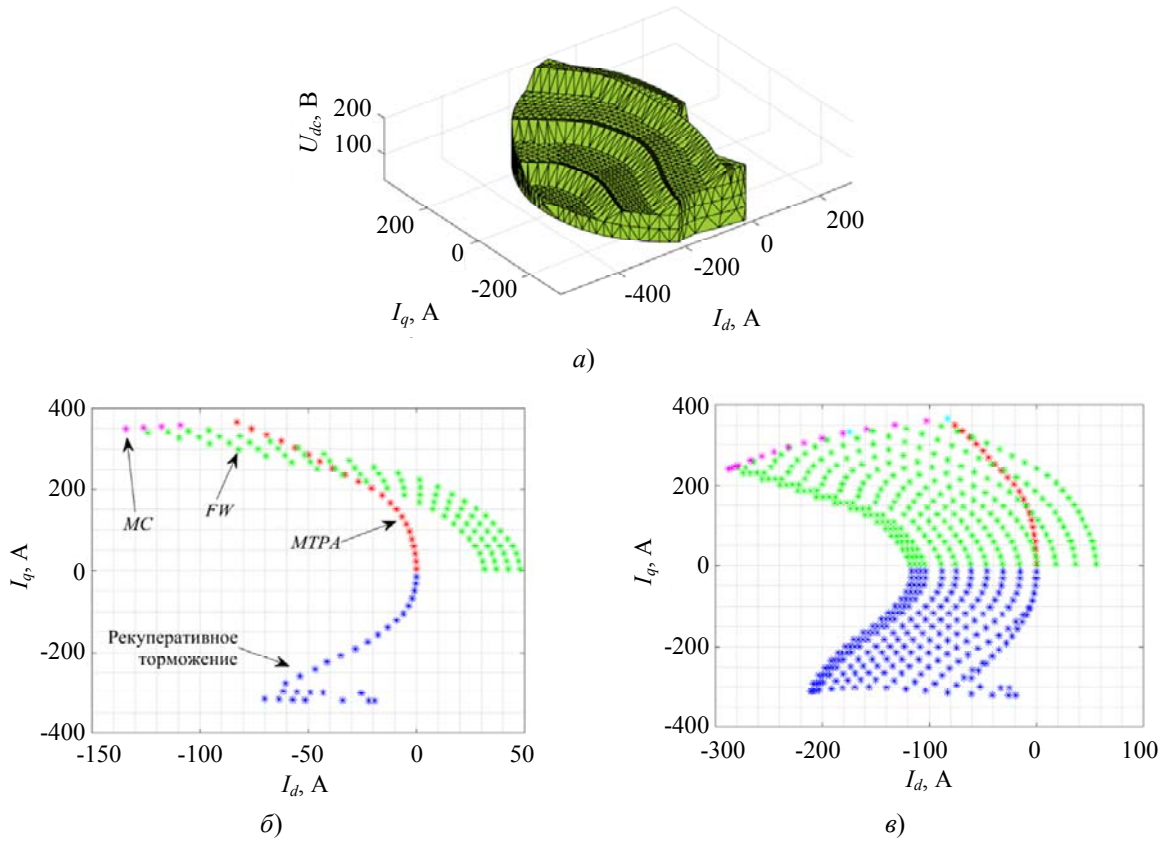 U_dc, В
200
100
200
0
-200
I_q, А
-400
-200
0
200
I_d, А
а)
400
200
0
-200
-400
I_q, А
MC
FW
MTPA
Рекуперативное
торможение
-150
-100
-50
0
50
I_d, А
б)
400
200
0
-200
-400
I_q, А
-300
-200
-100
0
100
I_d, А
в)